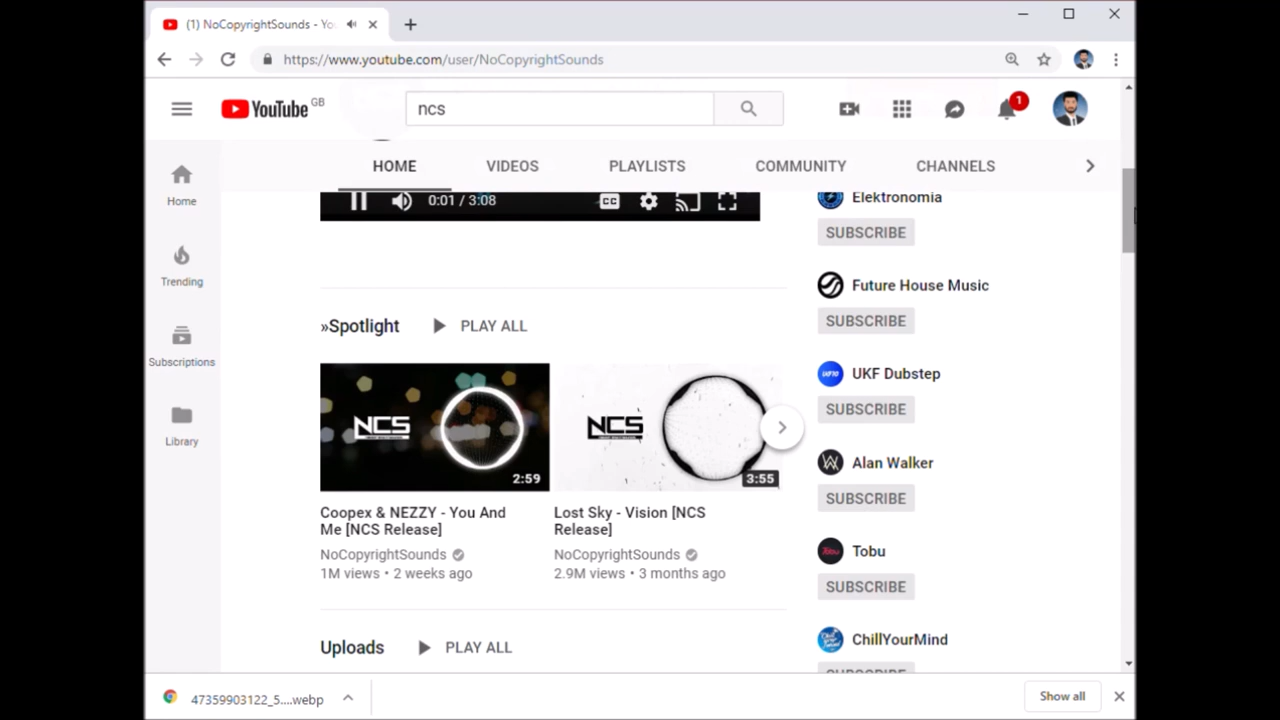 (1) NoCopyrightSounds - You
https://www.youtube.com/user/NoCopyrightSounds
YouTube GB
ncs
1
HOME VIDEOS PLAYLISTS COMMUNITY CHANNELS
Home
Trending
Subscriptions
Library
0:01 / 3:08
CC
»Spotlight PLAY ALL
NCS
2:59
NCS
3:55
Coopex & NEZZY - You And
Me [NCS Release]
NoCopyrightSounds
1M views • 2 weeks ago
Lost Sky - Vision [NCS
Release]
NoCopyrightSounds
2.9M views • 3 months ago
Uploads PLAY ALL
Elektronomia
SUBSCRIBE
Future House Music
SUBSCRIBE
UKF Dubstep
SUBSCRIBE
Alan Walker
SUBSCRIBE
Tobu
SUBSCRIBE
ChillYourMind
47359903122_5....webp
Show all